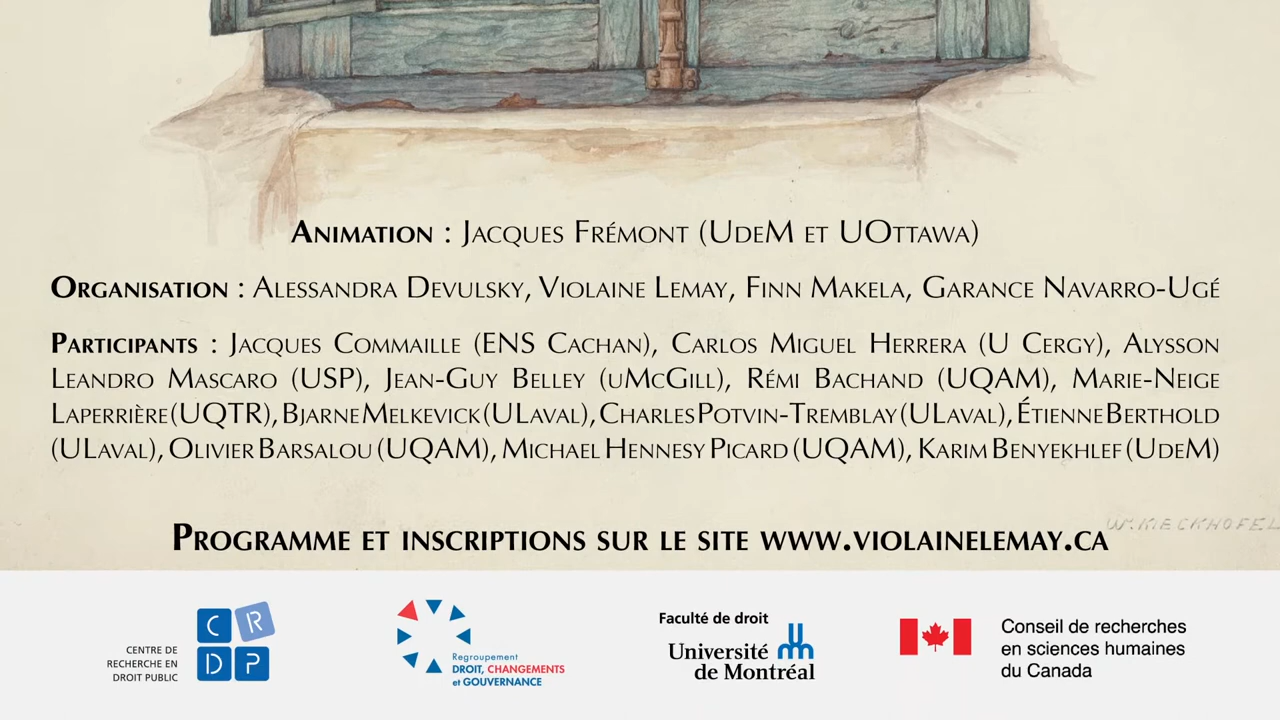 Animation : Jacques Frémont (UdeM et UOttawa)
Organisation : Alessandra Devulsky, Violaine Lemay, Finn Makela, Garance Navarro-Ugé
Participants : Jacques Commaille (ENS Cachan), Carlos Miguel Herrera (U Cergy), Alysson
Leandro Mascaro (USP), Jean-Guy Belley (uMcGill), Rémi Bachand (UQAM), Marie-Neige
Laperrière (UQTR), Bjarne Melkevick (ULaval), Charles Potvin-Tremblay (ULaval), Étienne Berthold
(ULaval), Olivier Barsalou (UQAM), Michael Hennesy Picard (UQAM), Karim Benyekhlef (UdeM)
W.KIECKHOFEL
Programme et inscriptions sur le site www.violainelemay.ca
CENTRE DE
RECHERCHE EN
DROIT PUBLIC
C R
D P
Regroupement
DROIT, CHANGEMENTS
et GOUVERNANCE
Faculté de droit
Université
de Montréal
Conseil de recherches
en sciences humaines
du Canada